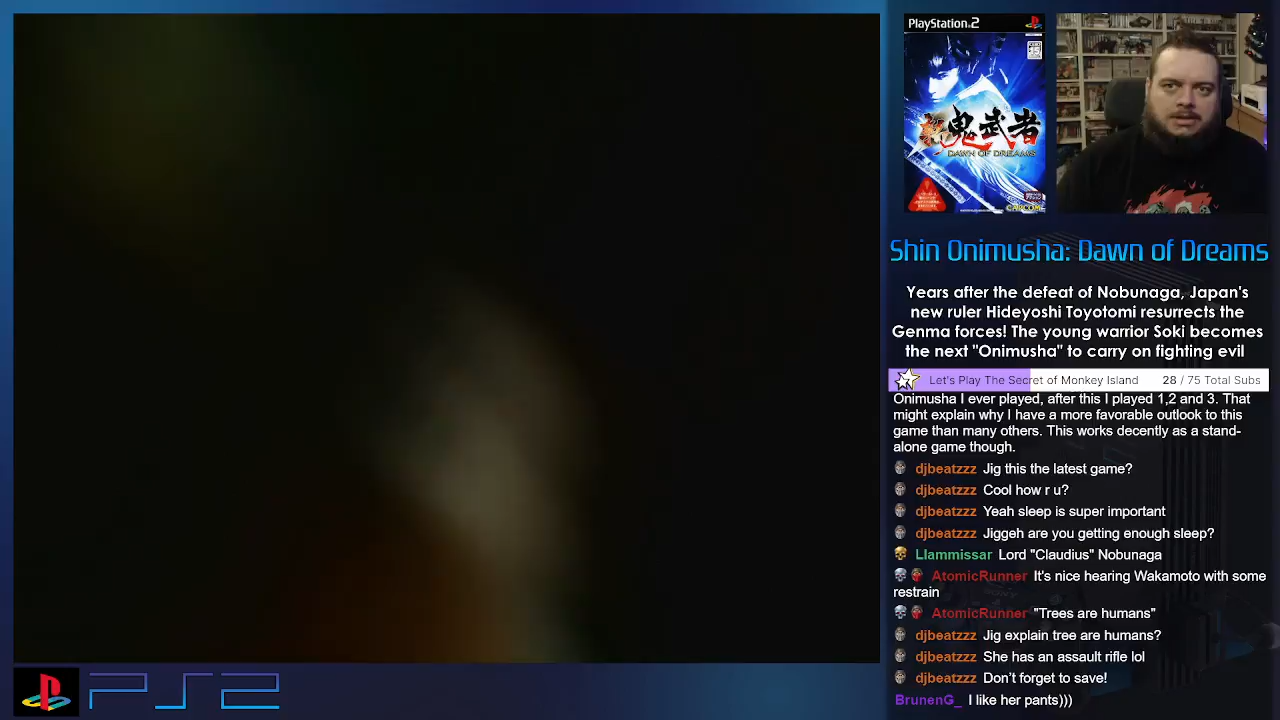 PlayStation 2
新鬼武者
DAWN OF DREAMS
CAPCOM
Shin Onimusha: Dawn of Dreams
Years after the defeat of Nobunaga, Japan's
new ruler Hideyoshi Toyotomi resurrects the
Genma forces! The young warrior Soki becomes
the next "Onimusha" to carry on fighting evil
Let's Play The Secret of Monkey Island 28 / 75 Total Subs
Onimusha I ever played, after this I played 1,2 and 3. That
might explain why I have a more favorable outlook to this
game than many others. This works decently as a stand-
alone game though.
djbeatzzz Jig this the latest game?
djbeatzzz Cool how r u?
djbeatzzz Yeah sleep is super important
djbeatzzz Jiggeh are you getting enough sleep?
Llammissar Lord "Claudius" Nobunaga
AtomicRunner It's nice hearing Wakamoto with some
restrain
AtomicRunner "Trees are humans"
djbeatzzz Jig explain tree are humans?
djbeatzzz She has an assault rifle lol
djbeatzzz Don't forget to save!
BrunenG_ I like her pants)))
PS2